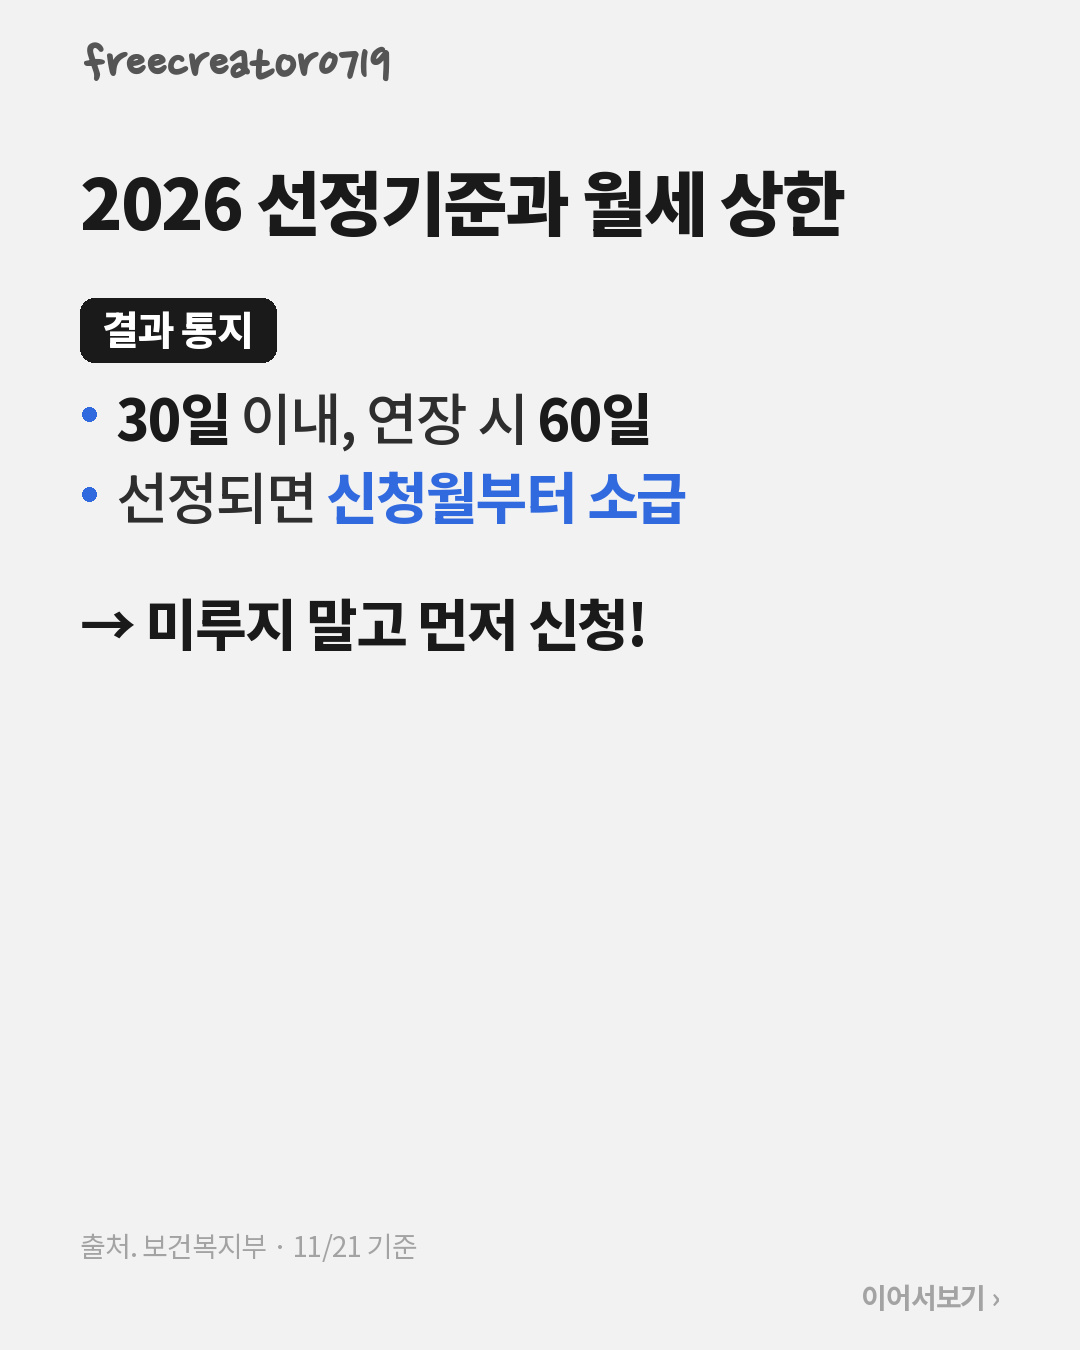 freecreator0719
2026 선정기준과 월세 상한
결과 통지
• 30일 이내, 연장 시 60일
• 선정되면 신청월부터 소급
→ 미루지 말고 먼저 신청!
출처. 보건복지부 · 11/21 기준
이어서보기 ›